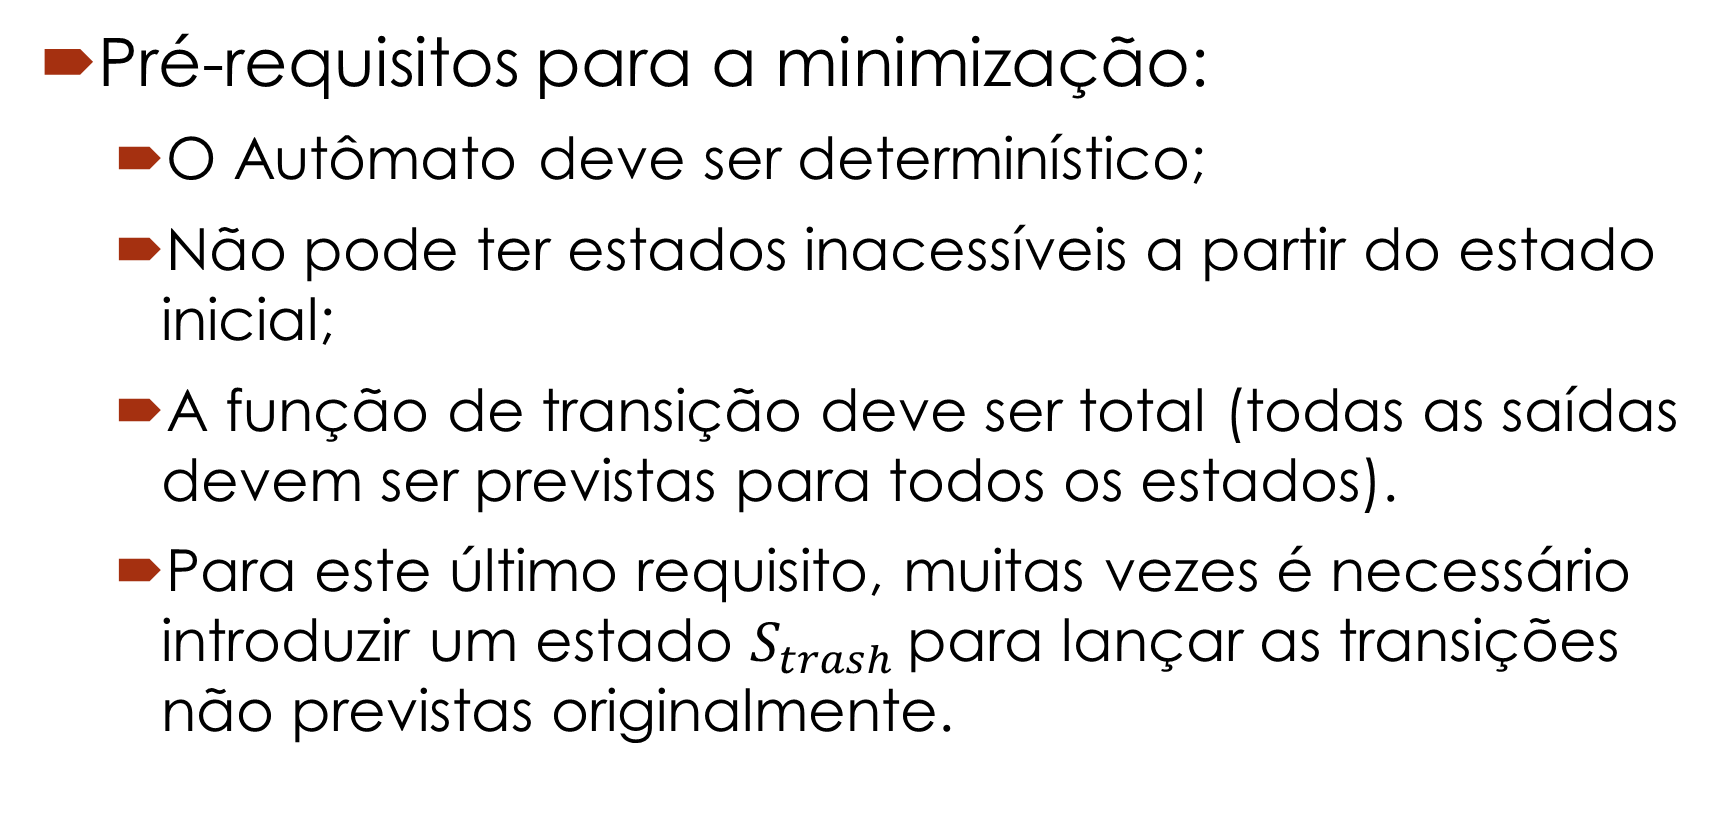 Pré-requisitos para a minimização:
O Autômato deve ser determinístico;
Não pode ter estados inacessíveis a partir do estado
inicial;
A função de transição deve ser total (todas as saídas
devem ser previstas para todos os estados).
Para este último requisito, muitas vezes é necessário
introduzir um estado $S_{trash}$ para lançar as transições
não previstas originalmente.